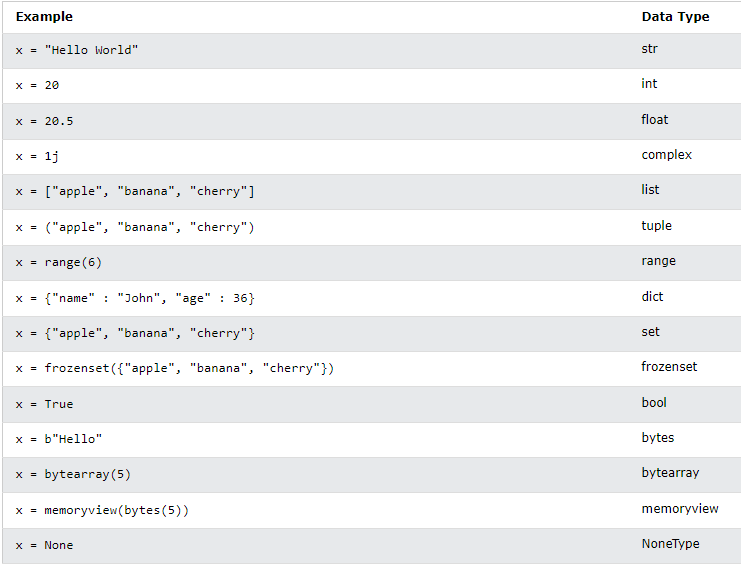 Example Data Type
x = "Hello World" str
x = 20 int
x = 20.5 float
x = 1j complex
x = ["apple", "banana", "cherry"] list
x = ("apple", "banana", "cherry") tuple
x = range(6) range
x = {"name" : "John", "age" : 36} dict
x = {"apple", "banana", "cherry"} set
x = frozenset({"apple", "banana", "cherry"}) frozenset
x = True bool
x = b"Hello" bytes
x = bytearray(5) bytearray
x = memoryview(bytes(5)) memoryview
x = None NoneType